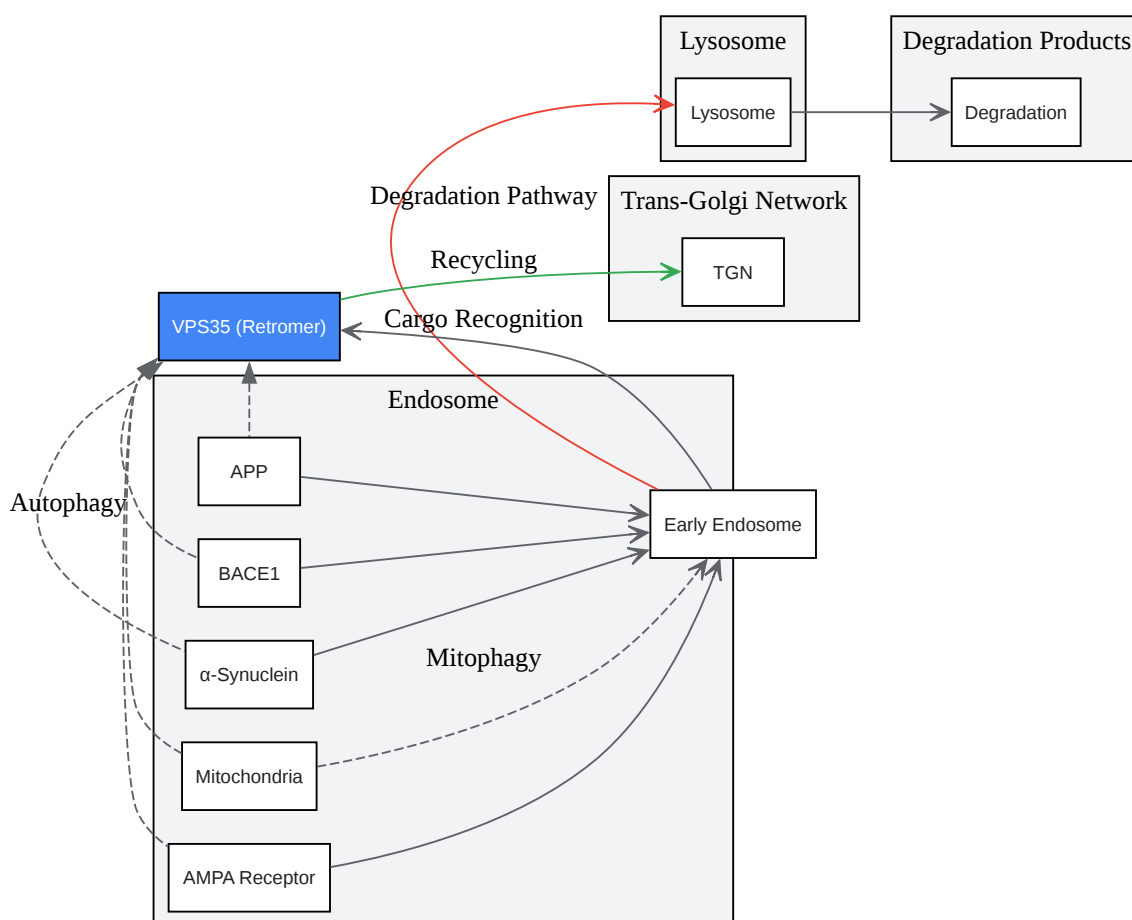 Lysosome
Degradation Products
Lysosome
Degradation
Degradation Pathway
Trans-Golgi Network
Recycling
TGN
VPS35 (Retromer)
Cargo Recognition
Endosome
APP
Autophagy
Early Endosome
BACE1
α-Synuclein
Mitophagy
Mitochondria
AMPA Receptor